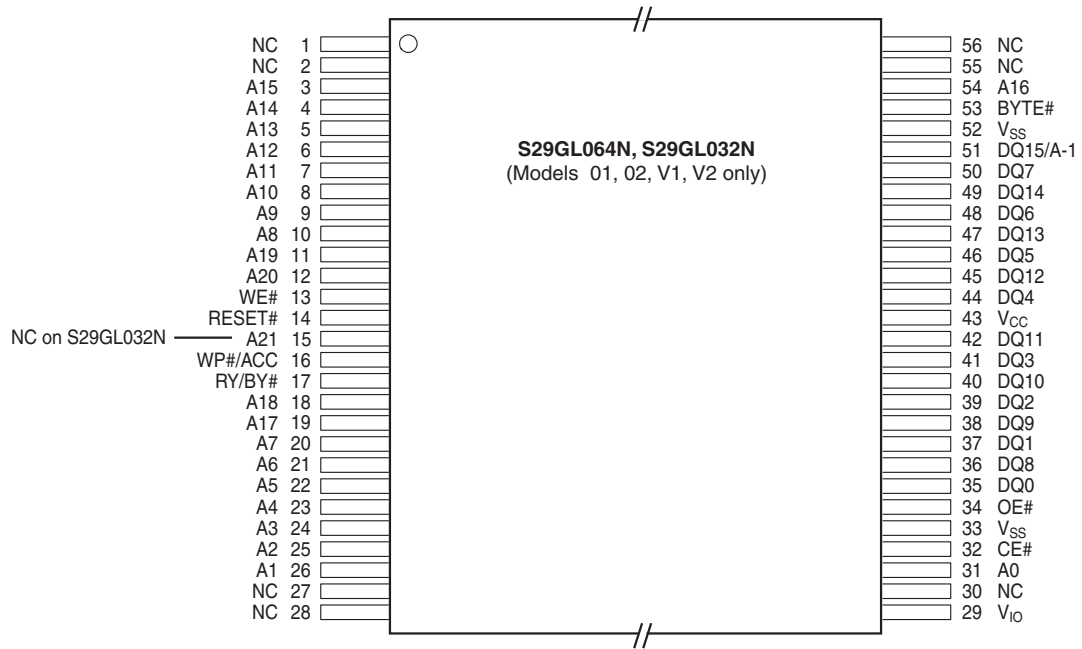 NC 1
NC 2
A15 3
A14 4
A13 5
A12 6
A11 7
A10 8
A9 9
A8 10
A19 11
A20 12
WE# 13
RESET# 14
NC on S29GL032N A21 15
WP#/ACC 16
RY/BY# 17
A18 18
A17 19
A7 20
A6 21
A5 22
A4 23
A3 24
A2 25
A1 26
NC 27
NC 28
S29GL064N, S29GL032N
(Models 01, 02, V1, V2 only)
56 NC
55 NC
54 A16
53 BYTE#
52 VSS
51 DQ15/A-1
50 DQ7
49 DQ14
48 DQ6
47 DQ13
46 DQ5
45 DQ12
44 DQ4
43 VCC
42 DQ11
41 DQ3
40 DQ10
39 DQ2
38 DQ9
37 DQ1
36 DQ8
35 DQ0
34 OE#
33 VSS
32 CE#
31 A0
30 NC
29 VIO